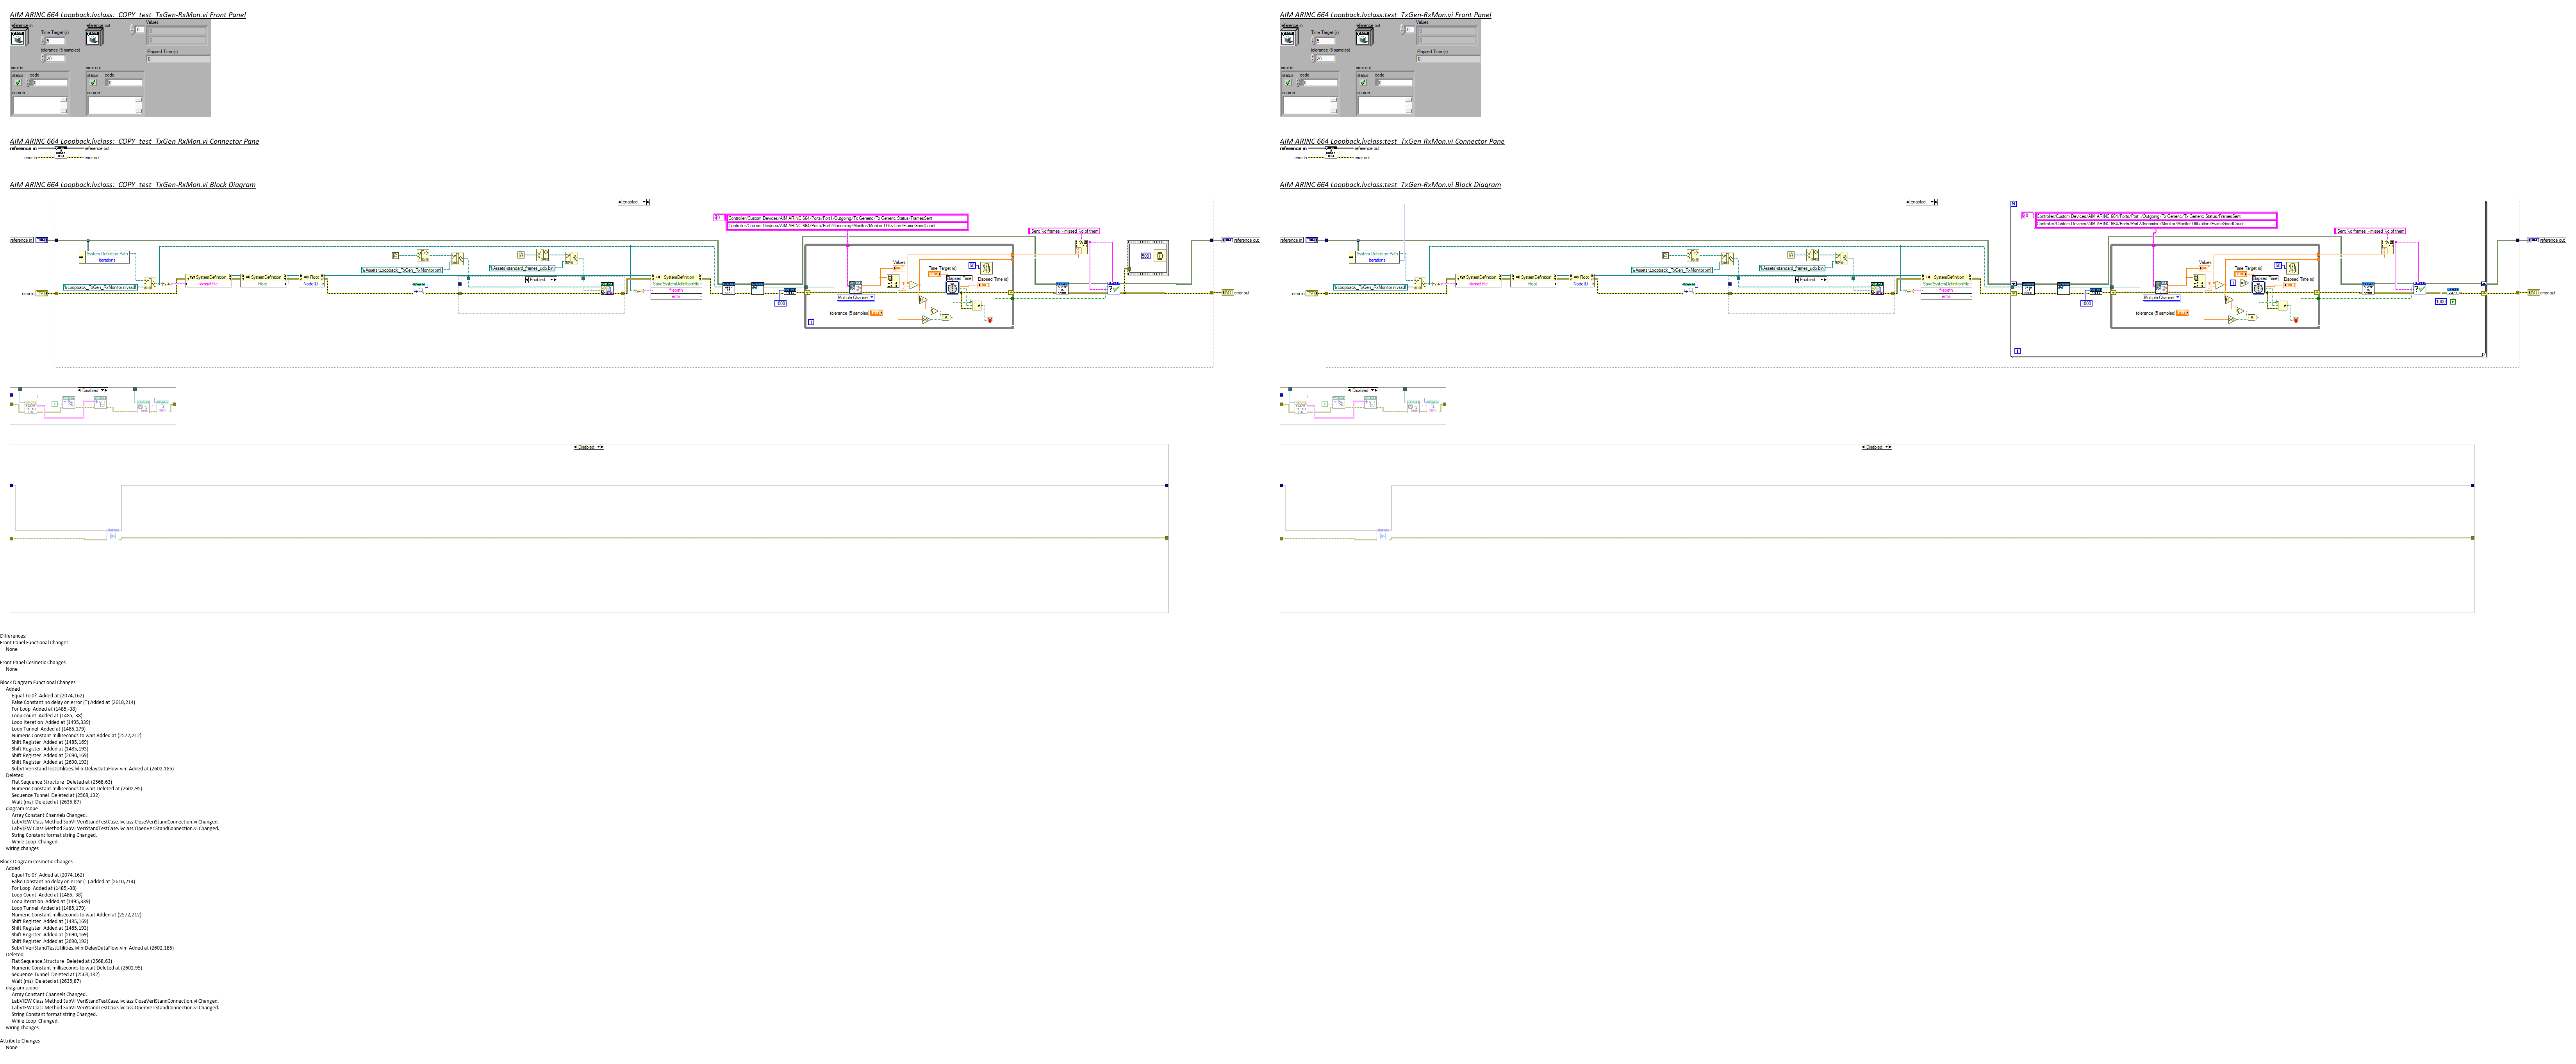 AIM ARINC 664 Loopback.lvclass:_COPY_test_TxGen-RxMon.vi Front Panel
reference in
reference out
Values
0
Time Target (s)
5
tolerance (5 samples)
20
Elapsed Time (s)
0
error in
error out
status code
status code
0
0
source
source
AIM ARINC 664 Loopback.lvclass:_COPY_test_TxGen-RxMon.vi Connector Pane
reference in
reference out
error in
error out
AIM ARINC 664 Loopback.lvclass:_COPY_test_TxGen-RxMon.vi Block Diagram
Enabled
Controller/Custom Devices/AIM ARINC 664/Ports/Port1/Outgoing/Tx Generic/Tx Generic Status/FramesSent
Controller/Custom Devices/AIM ARINC 664/Ports/Port2/Incoming/Monitor/Monitor Utilization/FrameGoodCount
Sent %d frames - missed %d of them
reference in
reference out
System Definition Path
Iterations
Values
Time Target (s)
Elapsed Time
Elapsed Time (s)
SystemDefinition
nivssdfFile
SystemDefinition
Root
Root
NodeID
Enabled
SystemDefinition
SaveSystemDefinitionFile
filepath
error
Multiple Channel
tolerance (5 samples)
error in
error out
Disabled
Disabled
AIM ARINC 664 Loopback.lvclass:test_TxGen-RxMon.vi Front Panel
reference in
reference out
Values
0
Time Target (s)
5
tolerance (5 samples)
20
Elapsed Time (s)
0
error in
error out
status code
status code
0
0
source
source
AIM ARINC 664 Loopback.lvclass:test_TxGen-RxMon.vi Connector Pane
reference in
reference out
error in
error out
AIM ARINC 664 Loopback.lvclass:test_TxGen-RxMon.vi Block Diagram
Enabled
Controller/Custom Devices/AIM ARINC 664/Ports/Port1/Outgoing/Tx Generic/Tx Generic Status/FramesSent
Controller/Custom Devices/AIM ARINC 664/Ports/Port2/Incoming/Monitor/Monitor Utilization/FrameGoodCount
Sent %d frames - missed %d of them
reference in
reference out
System Definition Path
Iterations
Values
Time Target (s)
Elapsed Time
Elapsed Time (s)
SystemDefinition
nivssdfFile
SystemDefinition
Root
Root
NodeID
Enabled
SystemDefinition
SaveSystemDefinitionFile
filepath
error
Multiple Channel
tolerance (5 samples)
error in
error out
Disabled
Disabled
Differences:
Front Panel Functional Changes
None
Front Panel Cosmetic Changes
None
Block Diagram Functional Changes
Added
Equal To 0? Added at (2074,162)
False Constant no delay on error (T) Added at (2610,214)
For Loop Added at (1485,-38)
Loop Count Added at (1485,-38)
Loop Iteration Added at (1495,339)
Loop Tunnel Added at (1485,179)
Numeric Constant milliseconds to wait Added at (2572,212)
Shift Register Added at (1485,169)
Shift Register Added at (1485,193)
Shift Register Added at (2690,169)
Shift Register Added at (2690,193)
SubVI VeriStandTestUtilities.lvlib:DelayDataFlow.vim Added at (2602,185)
Deleted
Flat Sequence Structure Deleted at (2568,63)
Numeric Constant milliseconds to wait Deleted at (2602,95)
Sequence Tunnel Deleted at (2568,132)
Wait (ms) Deleted at (2635,87)
diagram scope
Array Constant Channels Changed.
LabVIEW Class Method SubVI VeriStandTestCase.lvclass:CloseVeriStandConnection.vi Changed.
LabVIEW Class Method SubVI VeriStandTestCase.lvclass:OpenVeriStandConnection.vi Changed.
String Constant format string Changed.
While Loop Changed.
wiring changes
Block Diagram Cosmetic Changes
Added
Equal To 0? Added at (2074,162)
False Constant no delay on error (T) Added at (2610,214)
For Loop Added at (1485,-38)
Loop Count Added at (1485,-38)
Loop Iteration Added at (1495,339)
Loop Tunnel Added at (1485,179)
Numeric Constant milliseconds to wait Added at (2572,212)
Shift Register Added at (1485,169)
Shift Register Added at (1485,193)
Shift Register Added at (2690,169)
Shift Register Added at (2690,193)
SubVI VeriStandTestUtilities.lvlib:DelayDataFlow.vim Added at (2602,185)
Deleted
Flat Sequence Structure Deleted at (2568,63)
Numeric Constant milliseconds to wait Deleted at (2602,95)
Sequence Tunnel Deleted at (2568,132)
Wait (ms) Deleted at (2635,87)
diagram scope
Array Constant Channels Changed.
LabVIEW Class Method SubVI VeriStandTestCase.lvclass:CloseVeriStandConnection.vi Changed.
LabVIEW Class Method SubVI VeriStandTestCase.lvclass:OpenVeriStandConnection.vi Changed.
String Constant format string Changed.
While Loop Changed.
wiring changes
Attribute Changes
None